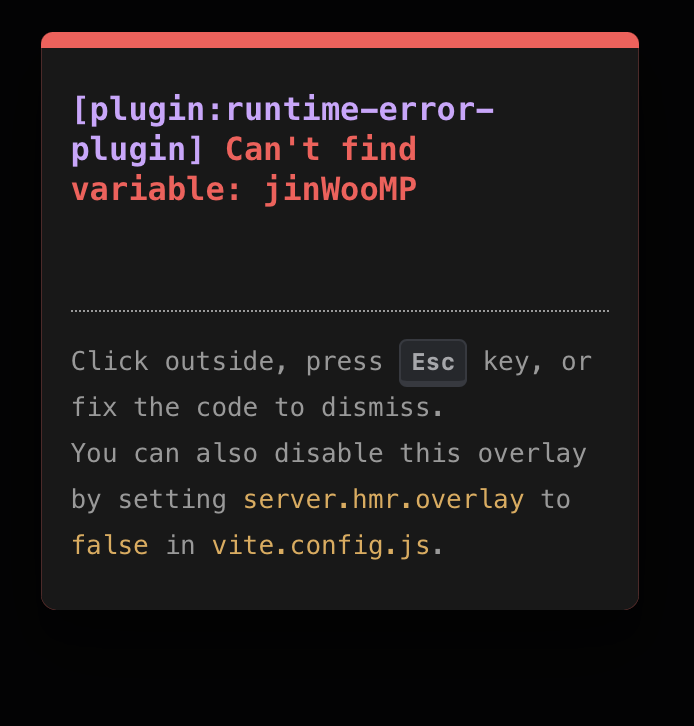 [plugin:runtime-error-
plugin] Can't find
variable: jinWooMP
Click outside, press Esc key, or
fix the code to dismiss.
You can also disable this overlay
by setting server.hmr.overlay to
false in vite.config.js.